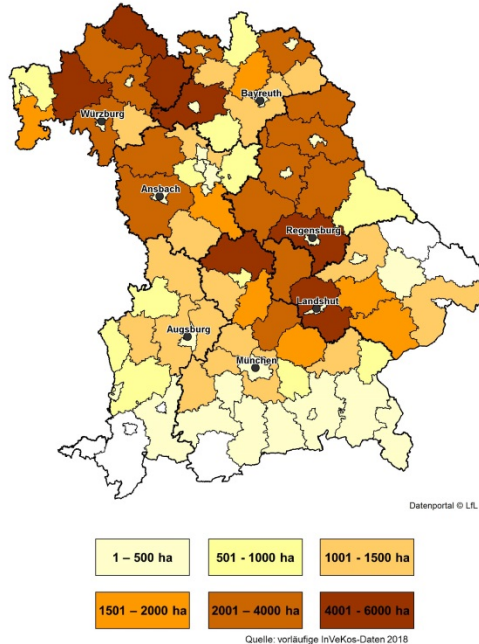 Bayreuth
Würzburg
Ansbach
Regensburg
Landshut
Augsburg
München
Datenportal © LfL
1 – 500 ha
501 - 1000 ha
1001 - 1500 ha
1501 – 2000 ha
2001 – 4000 ha
4001 - 6000 ha
Quelle: vorläufige InVeKos-Daten 2018